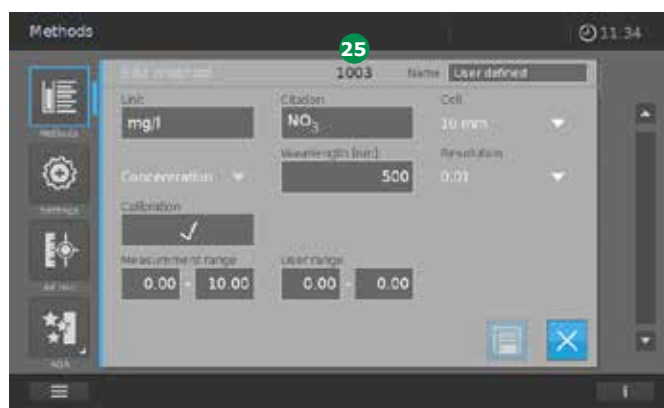 Methods
11:34
25
Edit method
1003
Name
User defined
Unit
Citation
Cell
mg/l
NO3
10 mm
Methods
Wavelength (nm)
Resolution
Concentration
500
0.01
Settings
Calibration
✓
Measurement range
User range
0.00 - 10.00
0.00 - 0.00
AQA
i